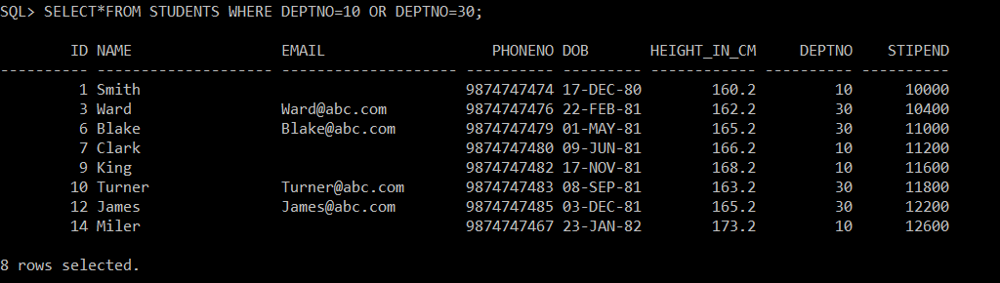 SQL> SELECT*FROM STUDENTS WHERE DEPTNO=10 OR DEPTNO=30;
        ID NAME                 EMAIL                   PHONENO DOB       HEIGHT_IN_CM     DEPTNO    STIPEND
---------- -------------------- -------------------- ---------- --------- ------------ ---------- ----------
         1 Smith                                     9874747474 17-DEC-80        160.2         10      10000
         3 Ward                 Ward@abc.com         9874747476 22-FEB-81        162.2         30      10400
         6 Blake                Blake@abc.com        9874747479 01-MAY-81        165.2         30      11000
         7 Clark                                     9874747480 09-JUN-81        166.2         10      11200
         9 King                                      9874747482 17-NOV-81        168.2         10      11600
        10 Turner               Turner@abc.com       9874747483 08-SEP-81        163.2         30      11800
        12 James                James@abc.com        9874747485 03-DEC-81        165.2         30      12200
        14 Miler                                     9874747467 23-JAN-82        173.2         10      12600
8 rows selected.